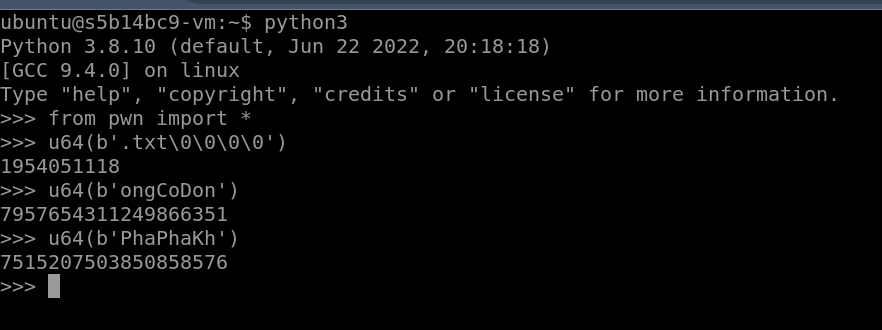 ubuntu@s5b14bc9-vm:~$ python3
Python 3.8.10 (default, Jun 22 2022, 20:18:18)
[GCC 9.4.0] on linux
Type "help", "copyright", "credits" or "license" for more information.
>>> from pwn import *
>>> u64(b'.txt\0\0\0\0')
1954051118
>>> u64(b'ongCoDon')
7957654311249866351
>>> u64(b'PhaPhaKh')
7515207503850858576
>>>